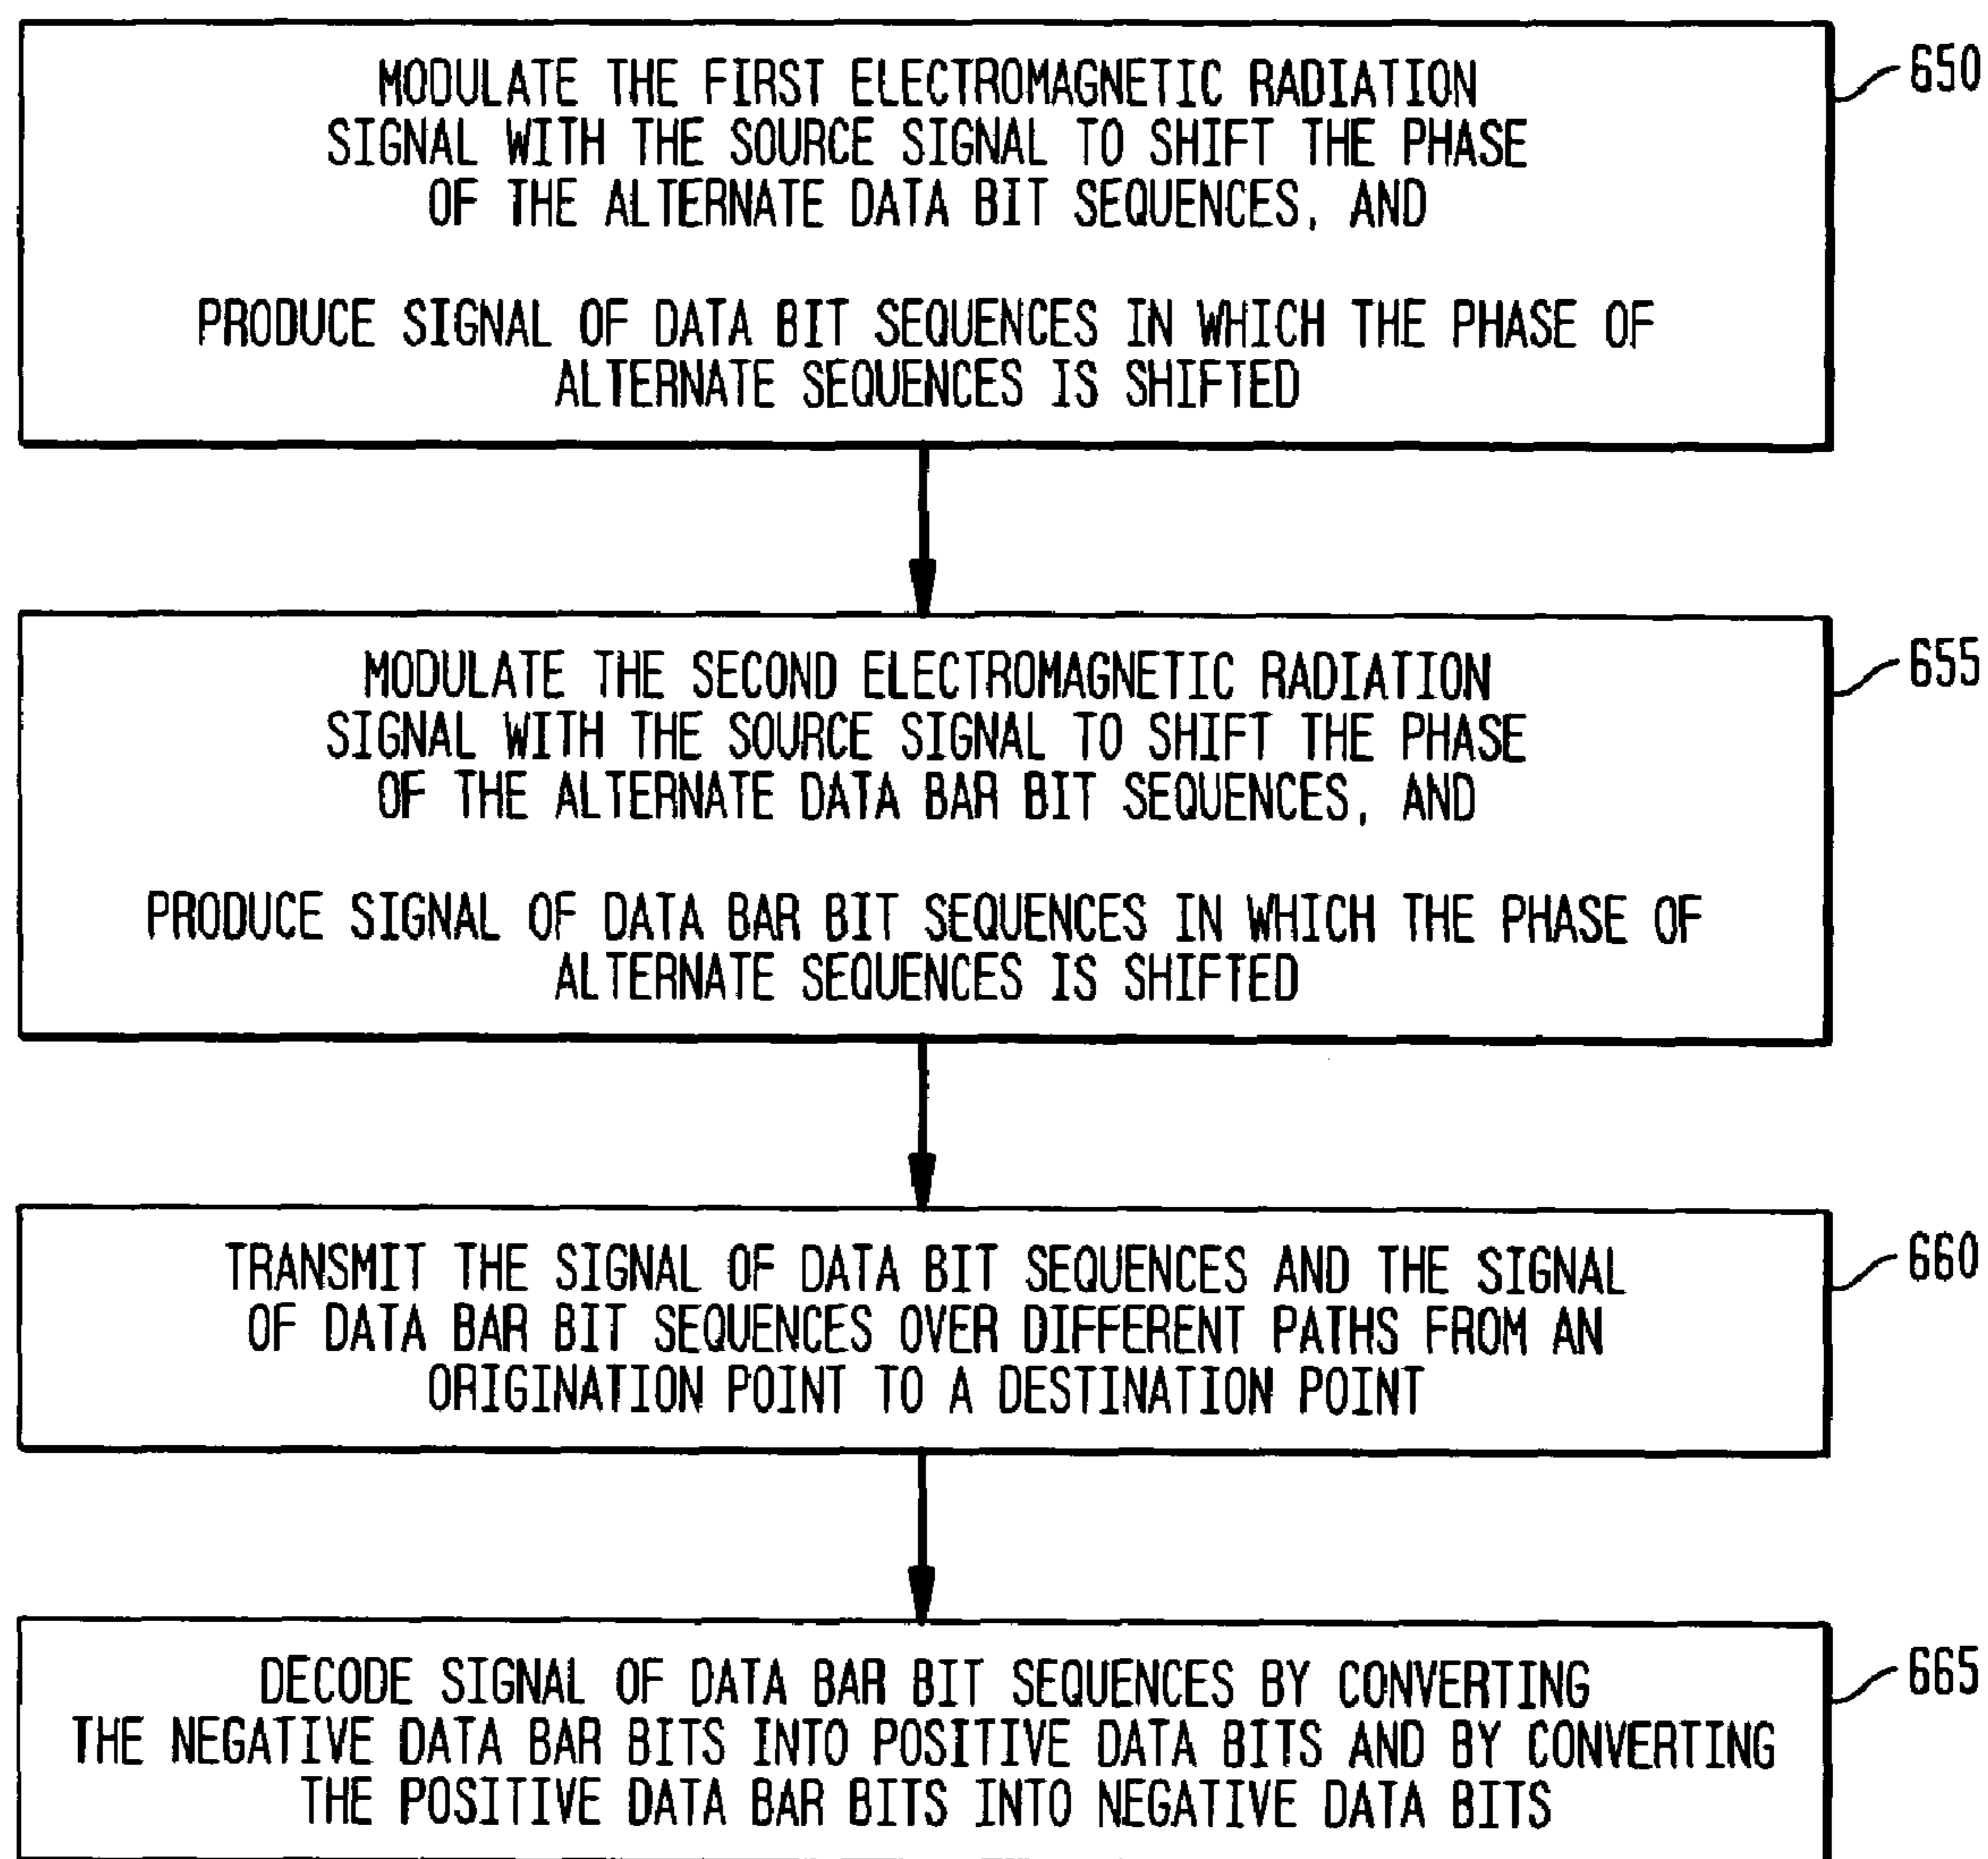 MODULATE THE FIRST ELECTROMAGNETIC RADIATION
SIGNAL WITH THE SOURCE SIGNAL TO SHIFT THE PHASE
OF THE ALTERNATE DATA BIT SEQUENCES, AND
PRODUCE SIGNAL OF DATA BIT SEQUENCES IN WHICH THE PHASE OF
ALTERNATE SEQUENCES IS SHIFTED
650
MODULATE THE SECOND ELECTROMAGNETIC RADIATION
SIGNAL WITH THE SOURCE SIGNAL TO SHIFT THE PHASE
OF THE ALTERNATE DATA BAR BIT SEQUENCES, AND
PRODUCE SIGNAL OF DATA BAR BIT SEQUENCES IN WHICH THE PHASE OF
ALTERNATE SEQUENCES IS SHIFTED
655
TRANSMIT THE SIGNAL OF DATA BIT SEQUENCES AND THE SIGNAL
OF DATA BAR BIT SEQUENCES OVER DIFFERENT PATHS FROM AN
ORIGINATION POINT TO A DESTINATION POINT
660
DECODE SIGNAL OF DATA BAR BIT SEQUENCES BY CONVERTING
THE NEGATIVE DATA BAR BITS INTO POSITIVE DATA BITS AND BY CONVERTING
THE POSITIVE DATA BAR BITS INTO NEGATIVE DATA BITS
665